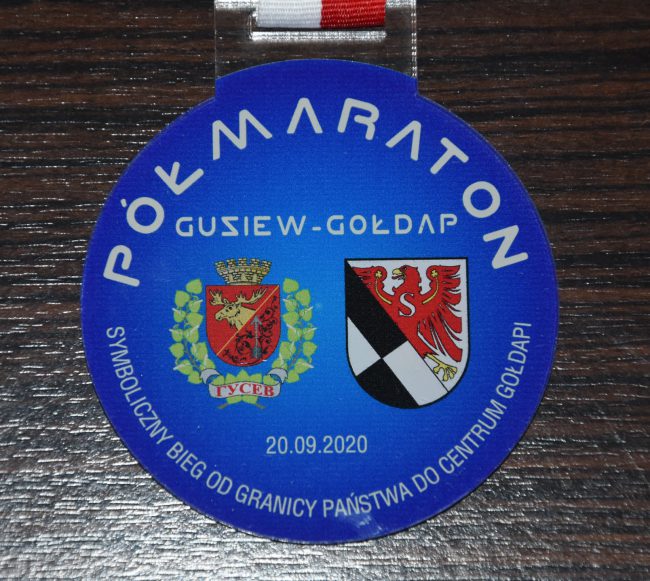 PÓŁMARATON
GUSIEW-GOŁDAP
S
ГУСЕВ
20.09.2020
SYMBOLICZNY BIEG OD GRANICY PAŃSTWA DO CENTRUM GOŁDAPI